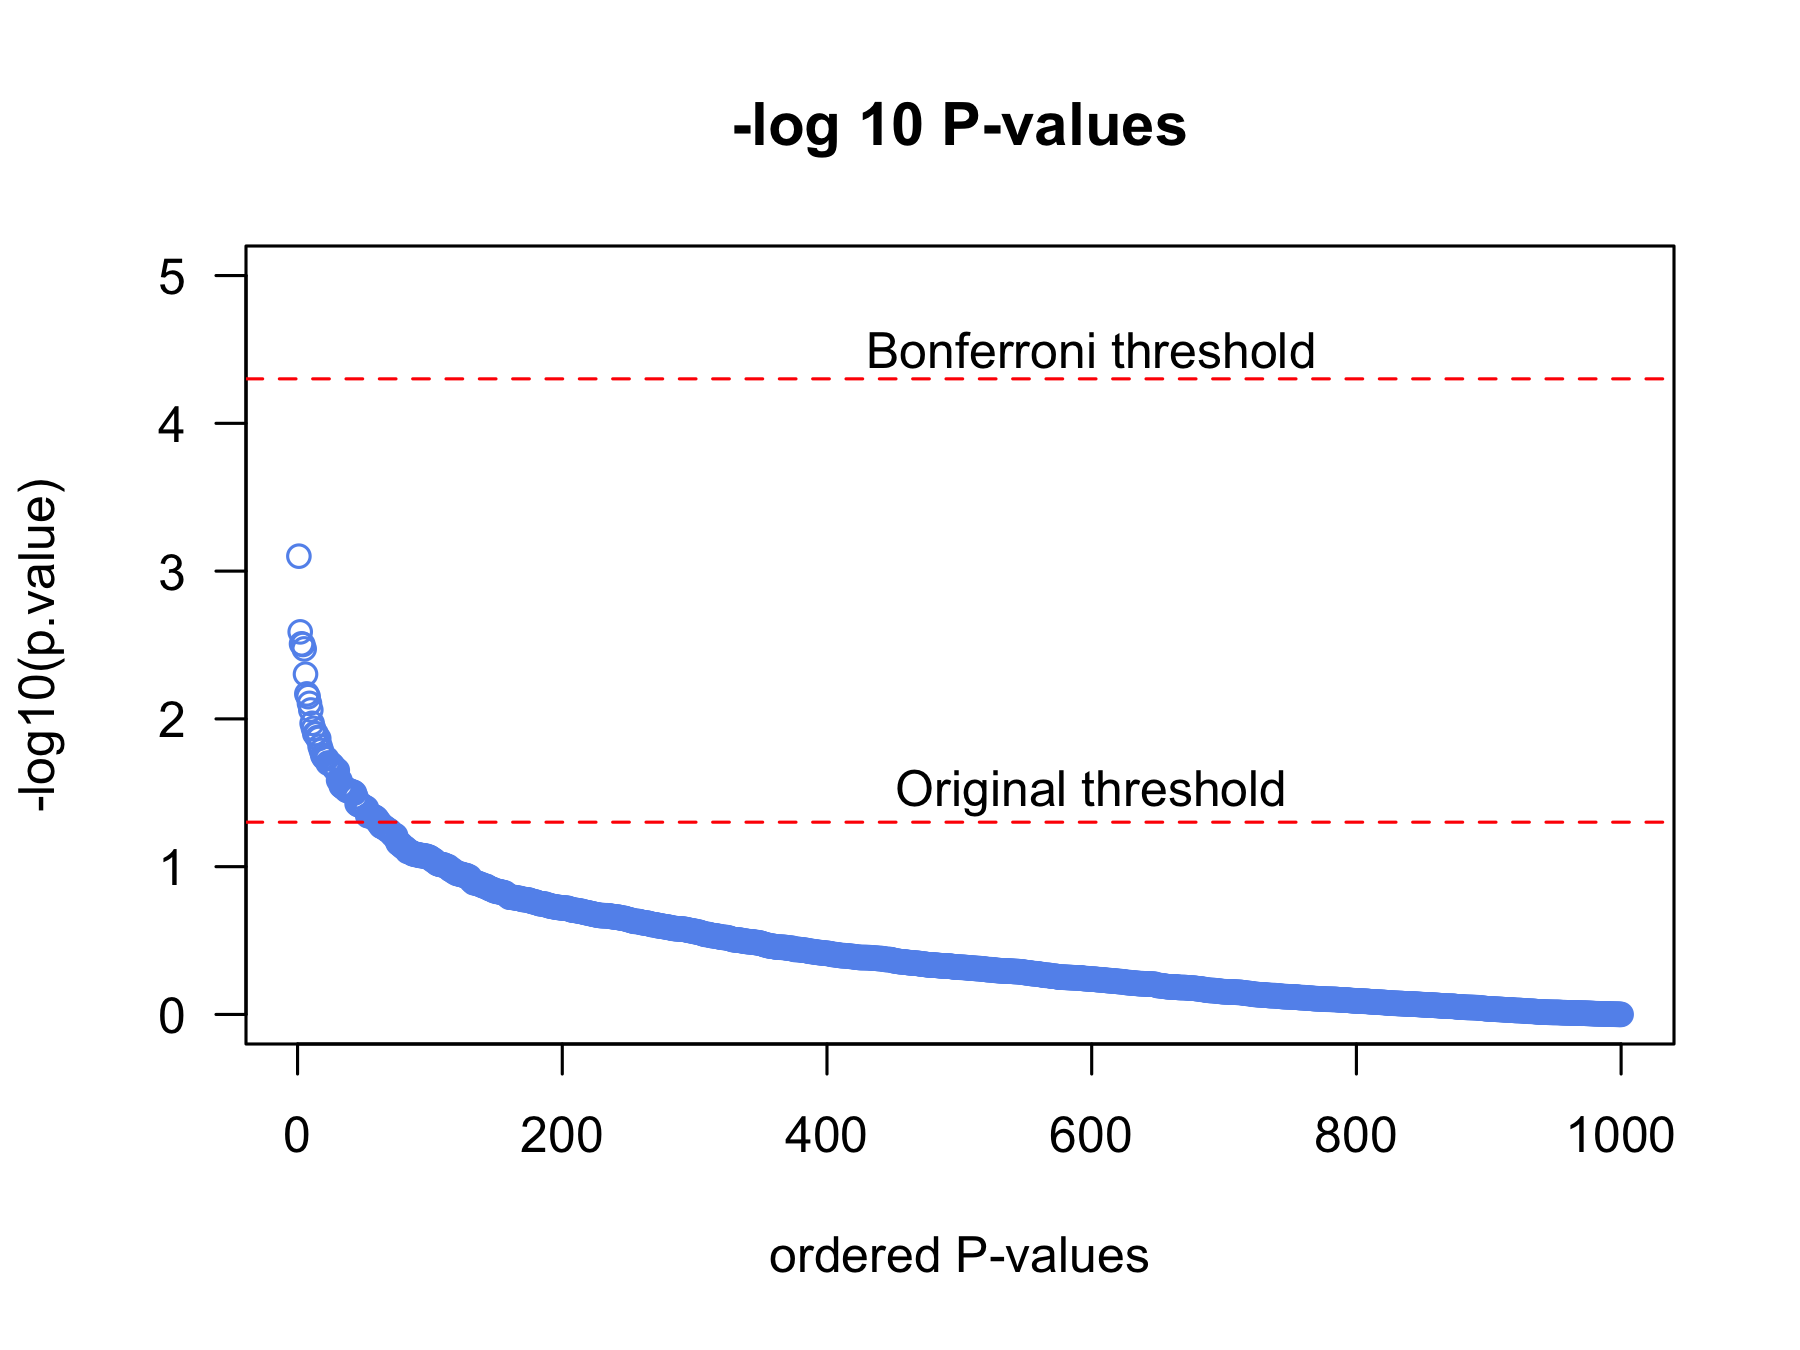 -log 10 P-values
-log10(p.value)
5
4
3
2
1
0
Bonferroni threshold
Original threshold
0 200 400 600 800 1000
ordered P-values